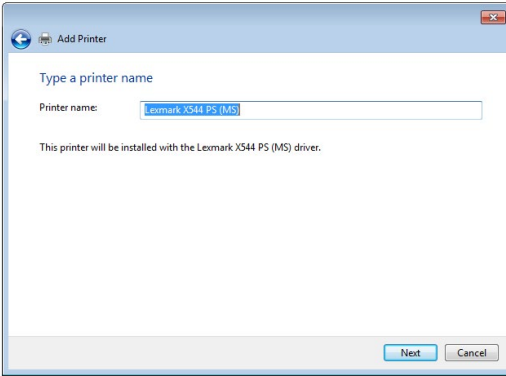 Add Printer
Type a printer name
Printer name: Lexmark X544 PS (MS)
This printer will be installed with the Lexmark X544 PS (MS) driver.
Next Cancel